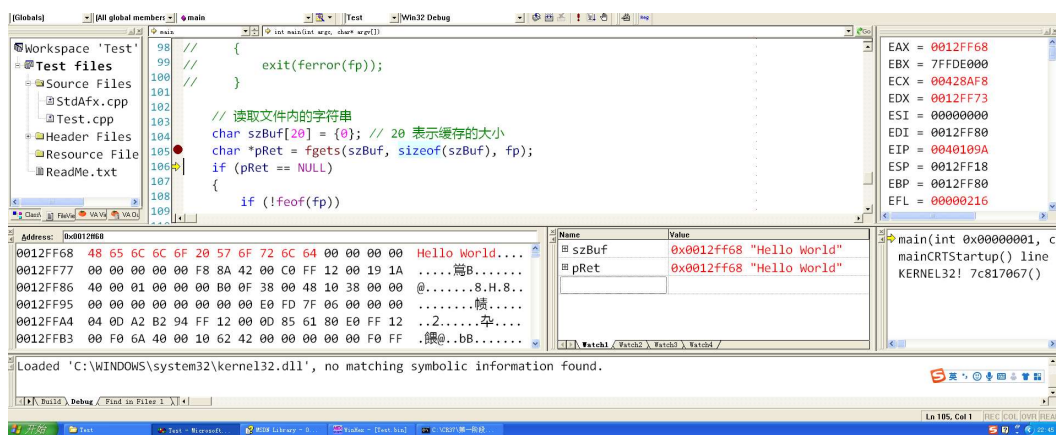 (Globals) (All global members main Test Win32 Debug
main int main(int argc, char* argv[]) Go
Workspace 'Test'
Test files
Source Files
StdAfx.cpp
Test.cpp
Header Files
Resource File
ReadMe.txt
98 // {
99 // exit(ferror(fp));
100 // }
101
102
103 // 读取文件内的字符串
104 char szBuf[20] = {0}; // 20 表示缓存的大小
105 char *pRet = fgets(szBuf, sizeof(szBuf), fp);
106 if (pRet == NULL)
107 {
108 if (!feof(fp))
109
EAX = 0012FF68
EBX = 7FFDE000
ECX = 00428AF8
EDX = 0012FF73
ESI = 00000000
EDI = 0012FF80
EIP = 0040109A
ESP = 0012FF18
EBP = 0012FF80
EFL = 00000216
Address: 0x0012ff68
0012FF68 48 65 6C 6C 6F 20 57 6F 72 6C 64 00 00 00 00 Hello World....
0012FF77 00 00 00 00 00 F8 8A 42 00 C0 FF 12 00 19 1A
0012FF86 40 00 01 00 00 00 B0 0F 38 00 48 10 38 00 00 @.......8.H.8..
0012FF95 00 00 00 00 00 00 00 00 E0 FD 7F 06 00 00 00
0012FFA4 04 0D A2 B2 94 FF 12 00 0D 85 61 80 E0 FF 12
0012FFB3 00 F0 6A 40 00 10 62 42 00 00 00 00 00 F0 FF
Name Value
szBuf 0x0012ff68 "Hello World"
pRet 0x0012ff68 "Hello World"
Watch1 Watch2 Watch3 Watch4
main(int 0x00000001, c
mainCRTStartup() line
KERNEL32! 7c817067()
Loaded 'C:\WINDOWS\system32\kernel32.dll', no matching symbolic information found.
英
Build Debug Find in Files 1
Ln 105, Col 1 REC COL OVR REA
开始 Test Test - Microsoft... MSDN Library - O... WinHex - [Test.bin] 22:45